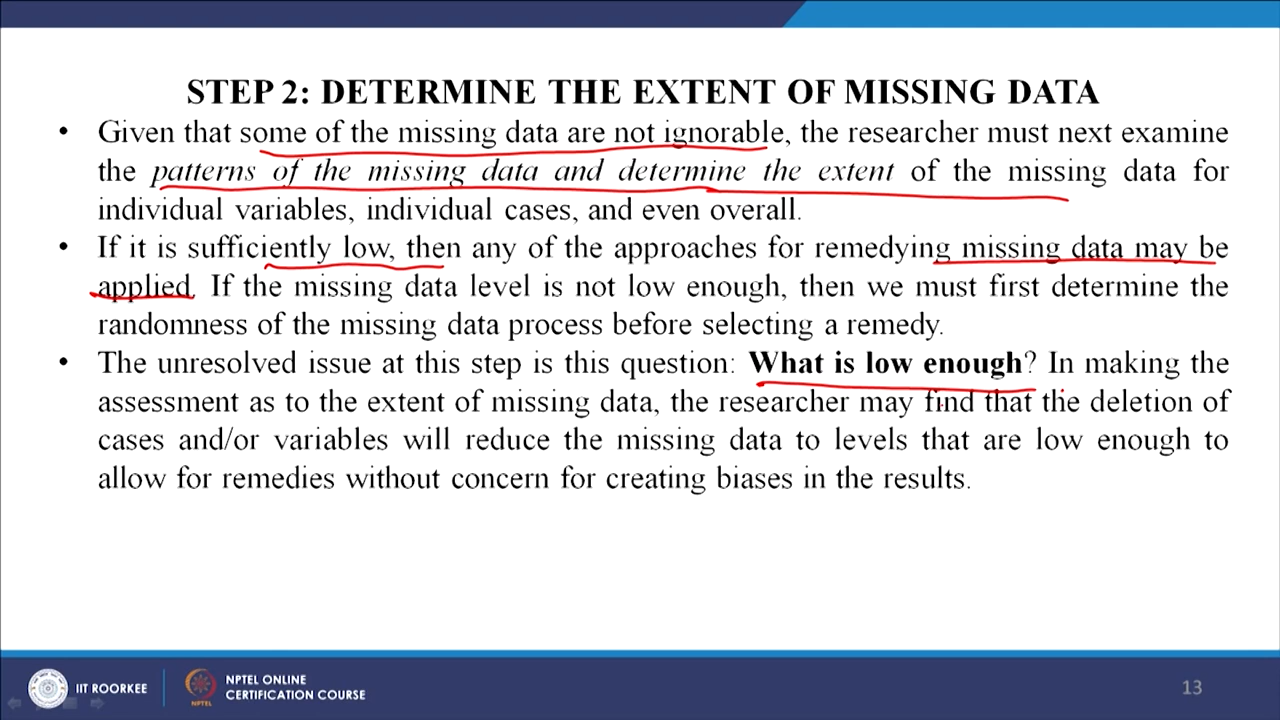 STEP 2: DETERMINE THE EXTENT OF MISSING DATA
• Given that some of the missing data are not ignorable, the researcher must next examine
the patterns of the missing data and determine the extent of the missing data for
individual variables, individual cases, and even overall.
• If it is sufficiently low, then any of the approaches for remedying missing data may be
applied. If the missing data level is not low enough, then we must first determine the
randomness of the missing data process before selecting a remedy.
• The unresolved issue at this step is this question: What is low enough? In making the
assessment as to the extent of missing data, the researcher may find that the deletion of
cases and/or variables will reduce the missing data to levels that are low enough to
allow for remedies without concern for creating biases in the results.
IIT ROORKEE
NPTEL
NPTEL ONLINE
CERTIFICATION COURSE
13